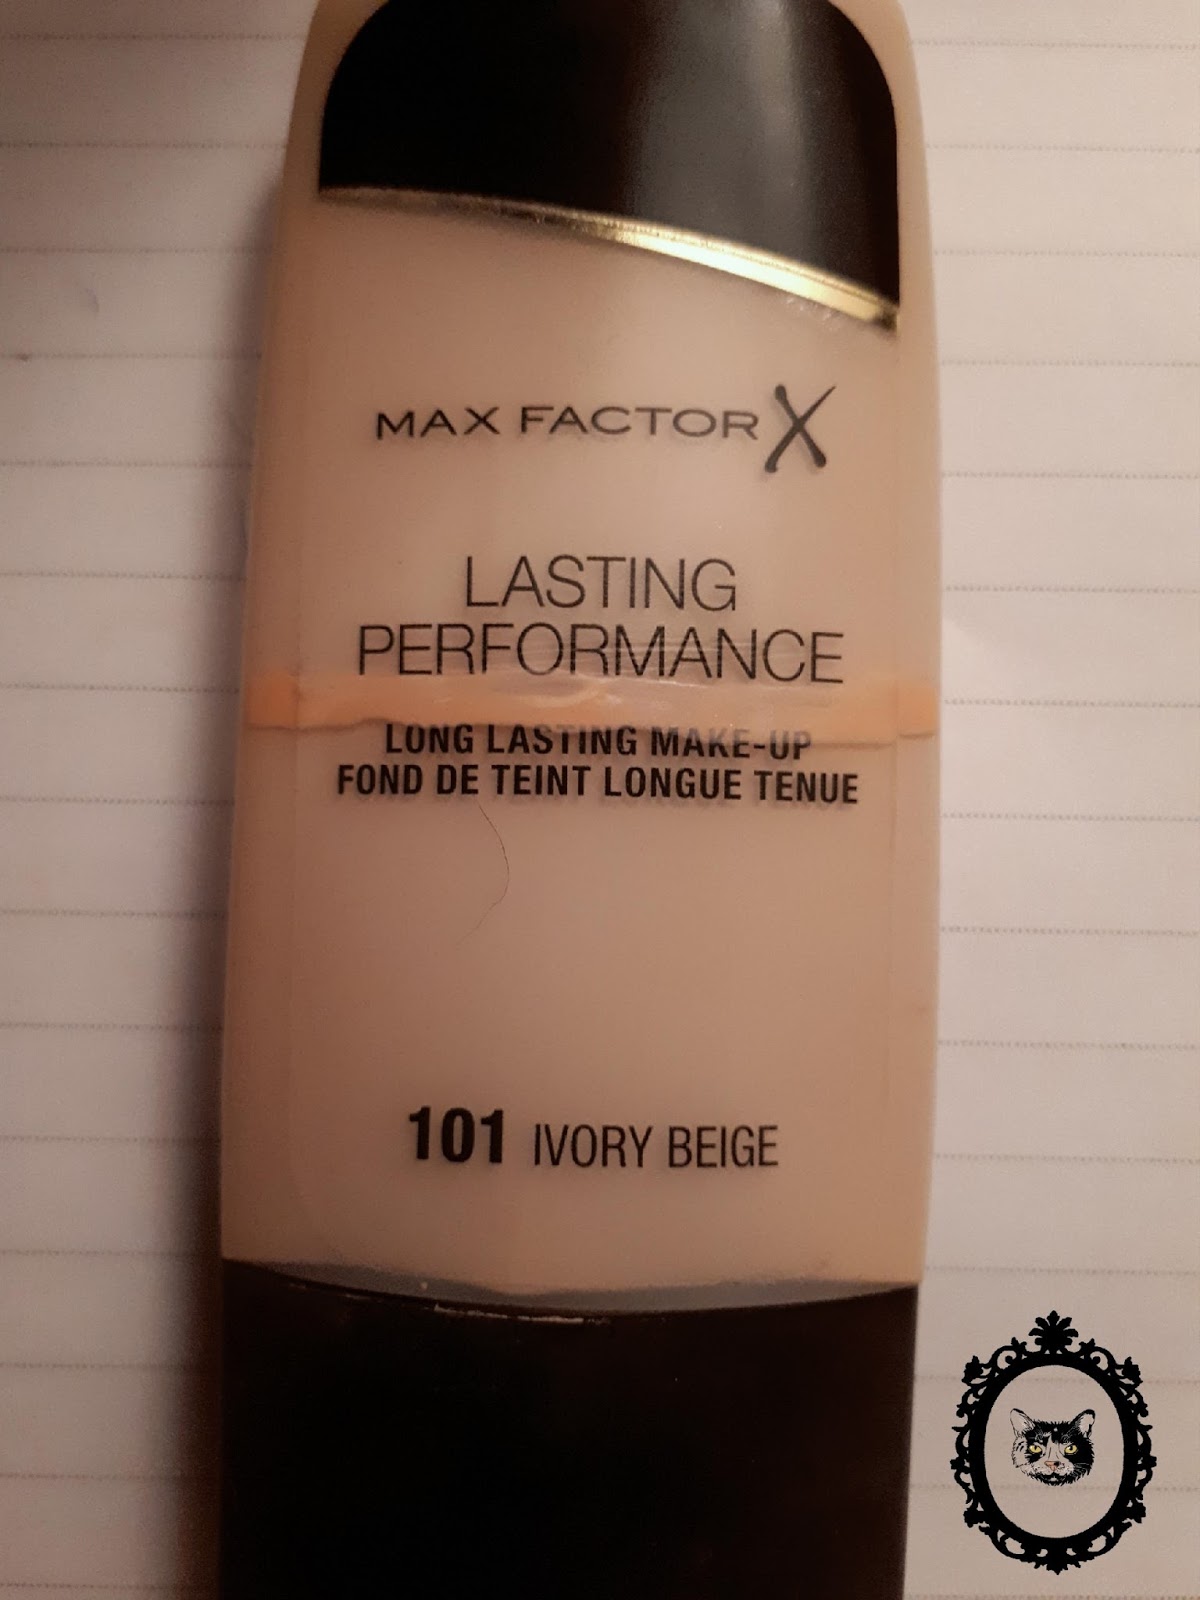 MAX FACTOR X
LASTING
PERFORMANCE
LONG LASTING MAKE-UP
FOND DE TEINT LONGUE TENUE
101 IVORY BEIGE